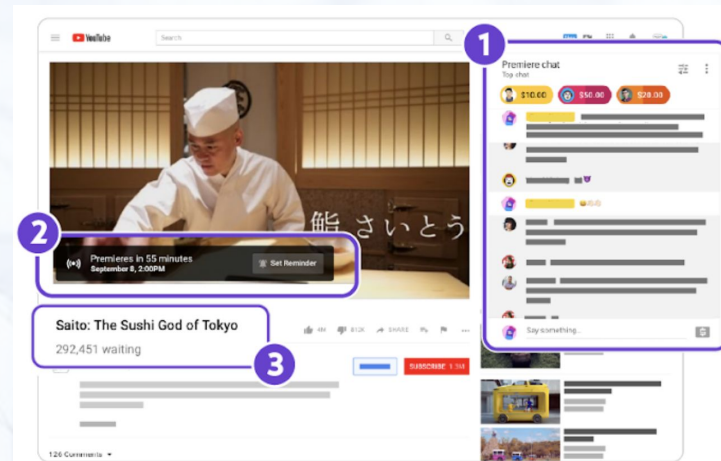 YouTube
Search
1
Premiere chat
Top chat
$10.00
$50.00
$20.00
鮨 さいとう
2
Premieres in 55 minutes
September 8, 2:00PM
Set Reminder
Saito: The Sushi God of Tokyo
292,451 waiting
3
4M
812K
SHARE
SUBSCRIBE 1.3M
Say something...
126 Comments